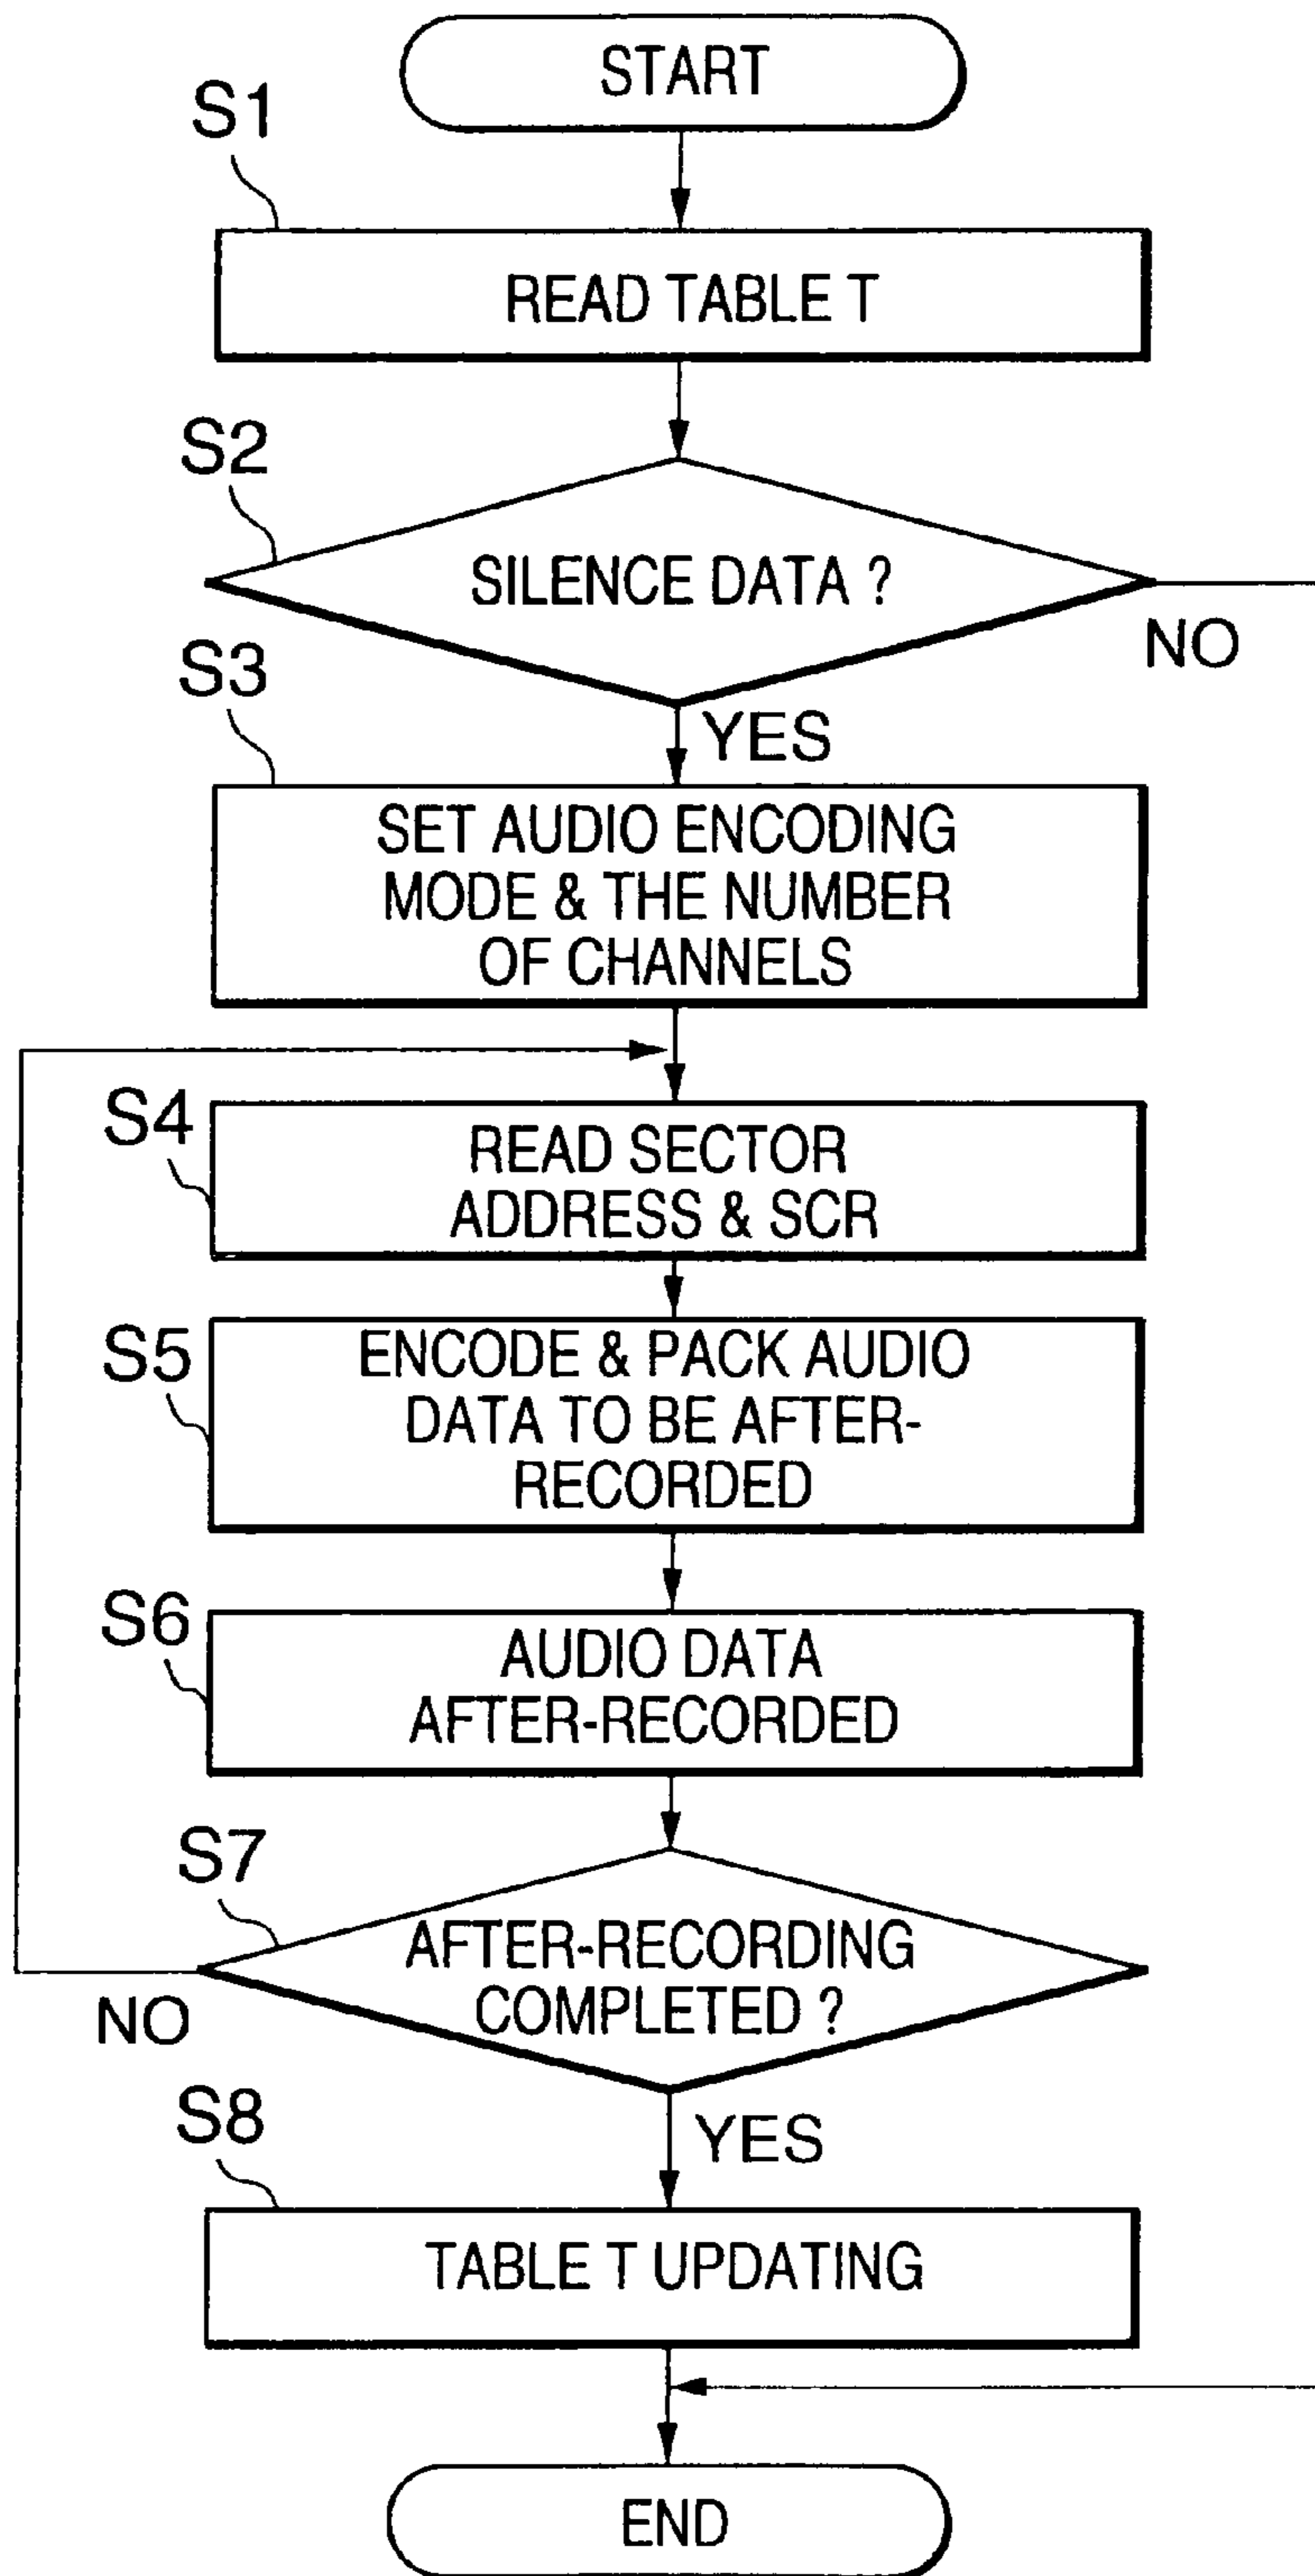 START
S1
READ TABLE T
S2
SILENCE DATA ?
NO
S3
YES
SET AUDIO ENCODING
MODE & THE NUMBER
OF CHANNELS
S4
READ SECTOR
ADDRESS & SCR
S5
ENCODE & PACK AUDIO
DATA TO BE AFTER-
RECORDED
S6
AUDIO DATA
AFTER-RECORDED
S7
AFTER-RECORDING
COMPLETED ?
NO
S8
YES
TABLE T UPDATING
END